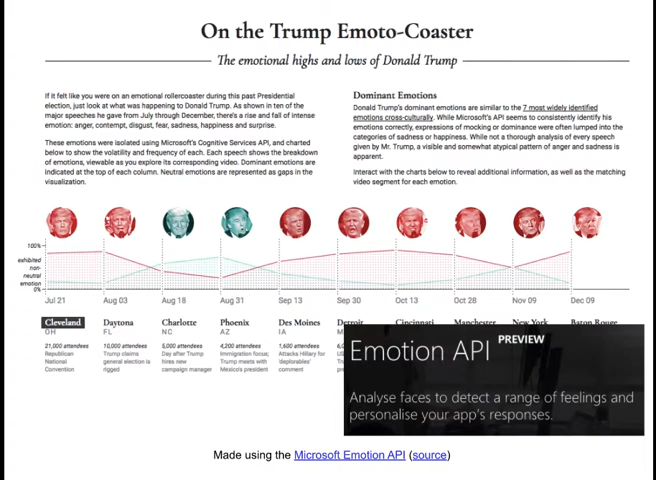 On the Trump Emoto-Coaster
The emotional highs and lows of Donald Trump
If it felt like you were on an emotional rollercoaster during this past Presidential
election, just look at what was happening to Donald Trump. As shown in ten of the
major speeches he gave from July through December, there's a rise and fall of intense
emotion: anger, contempt, disgust, fear, sadness, happiness and surprise.
These emotions were isolated using Microsoft's Cognitive Services API, and charted
below to show the volatility and frequency of each. Each speech shows the breakdown
of emotions, viewable as you explore its corresponding video. Dominant emotions are
indicated at the top of each column. Neutral emotions are represented as gaps in the
visualization.
Dominant Emotions
Donald Trump's dominant emotions are similar to the 7 most widely identified
emotions cross-culturally. While Microsoft's API seems to consistently identify his
emotions correctly, expressions of mocking or dominance were often lumped into the
categories of sadness or happiness. While not a thorough analysis of every speech
given by Mr. Trump, a visible and somewhat atypical pattern of anger and sadness is
apparent.
Interact with the charts below to reveal additional information, as well as the matching
video segment for each emotion.
100%
exhibited
non-
neutral
emotion
0%
Jul 21 Aug 03 Aug 18 Aug 31 Sep 13 Sep 30 Oct 13 Oct 28 Nov 09 Dec 09
Cleveland Daytona Charlotte Phoenix Des Moines Detroit Cincinnati Manchester New York Baton Rouge
OH FL NC AZ IA
21,000 attendees 10,000 attendees 5,000 attendees 4,200 attendees 1,600 attendees
Republican Trump claims Day after Trump Immigration focus; Attacks Hillary for
National general election is hires new Trump meets with 'deplorables'
Convention rigged campaign manager Mexico's president comment
Emotion API PREVIEW
Analyse faces to detect a range of feelings and
personalise your app's responses.
Made using the Microsoft Emotion API (source)